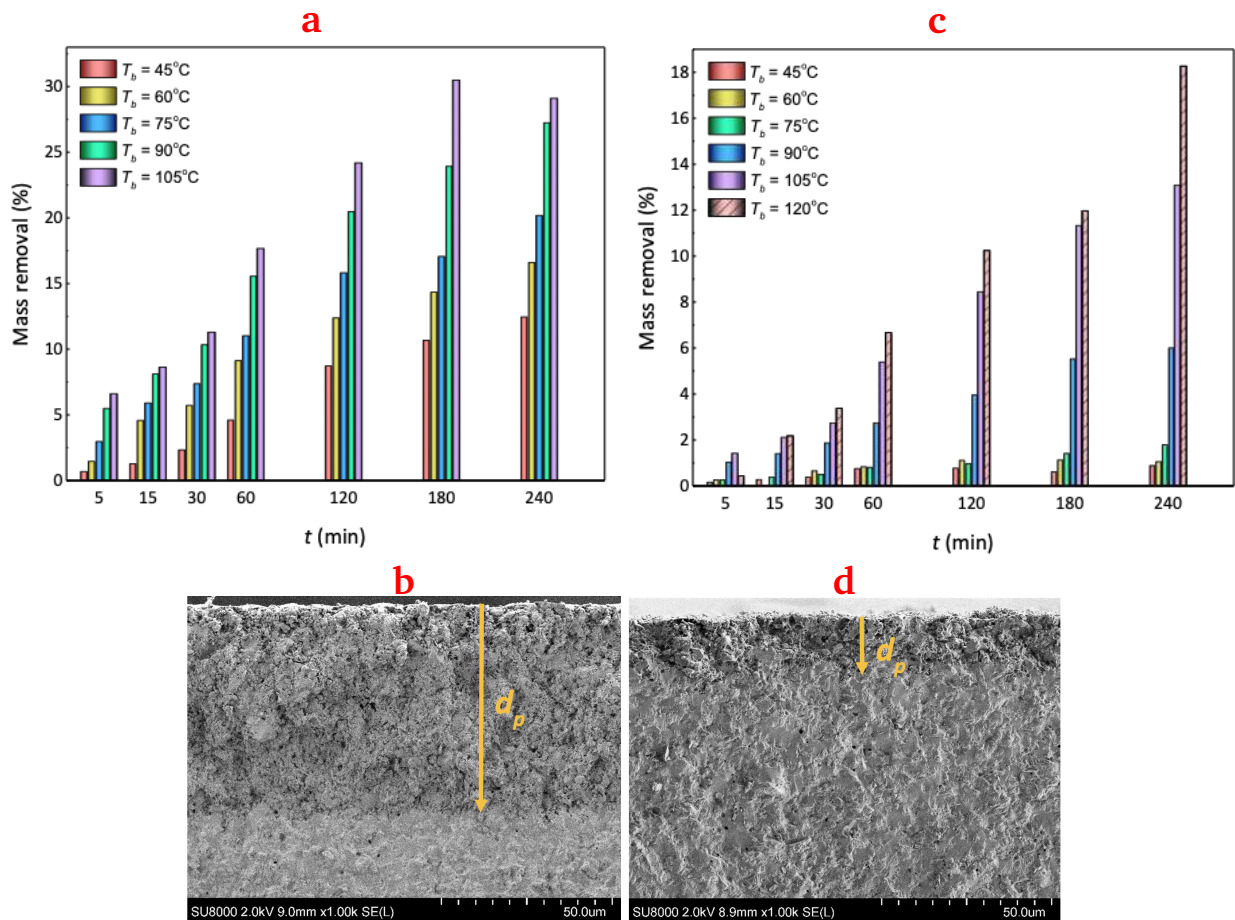 a
Mass removal (%)
30
25
20
15
10
5
0
T_b = 45°C
T_b = 60°C
T_b = 75°C
T_b = 90°C
T_b = 105°C
5 15 30 60 120 180 240
t (min)
c
Mass removal (%)
18
16
14
12
10
8
6
4
2
0
T_b = 45°C
T_b = 60°C
T_b = 75°C
T_b = 90°C
T_b = 105°C
T_b = 120°C
5 15 30 60 120 180 240
t (min)
b
d_p
SU8000 2.0kV 9.0mm x1.00k SE(L) 50.0um
d
d_p
SU8000 2.0kV 8.9mm x1.00k SE(L) 50.0um